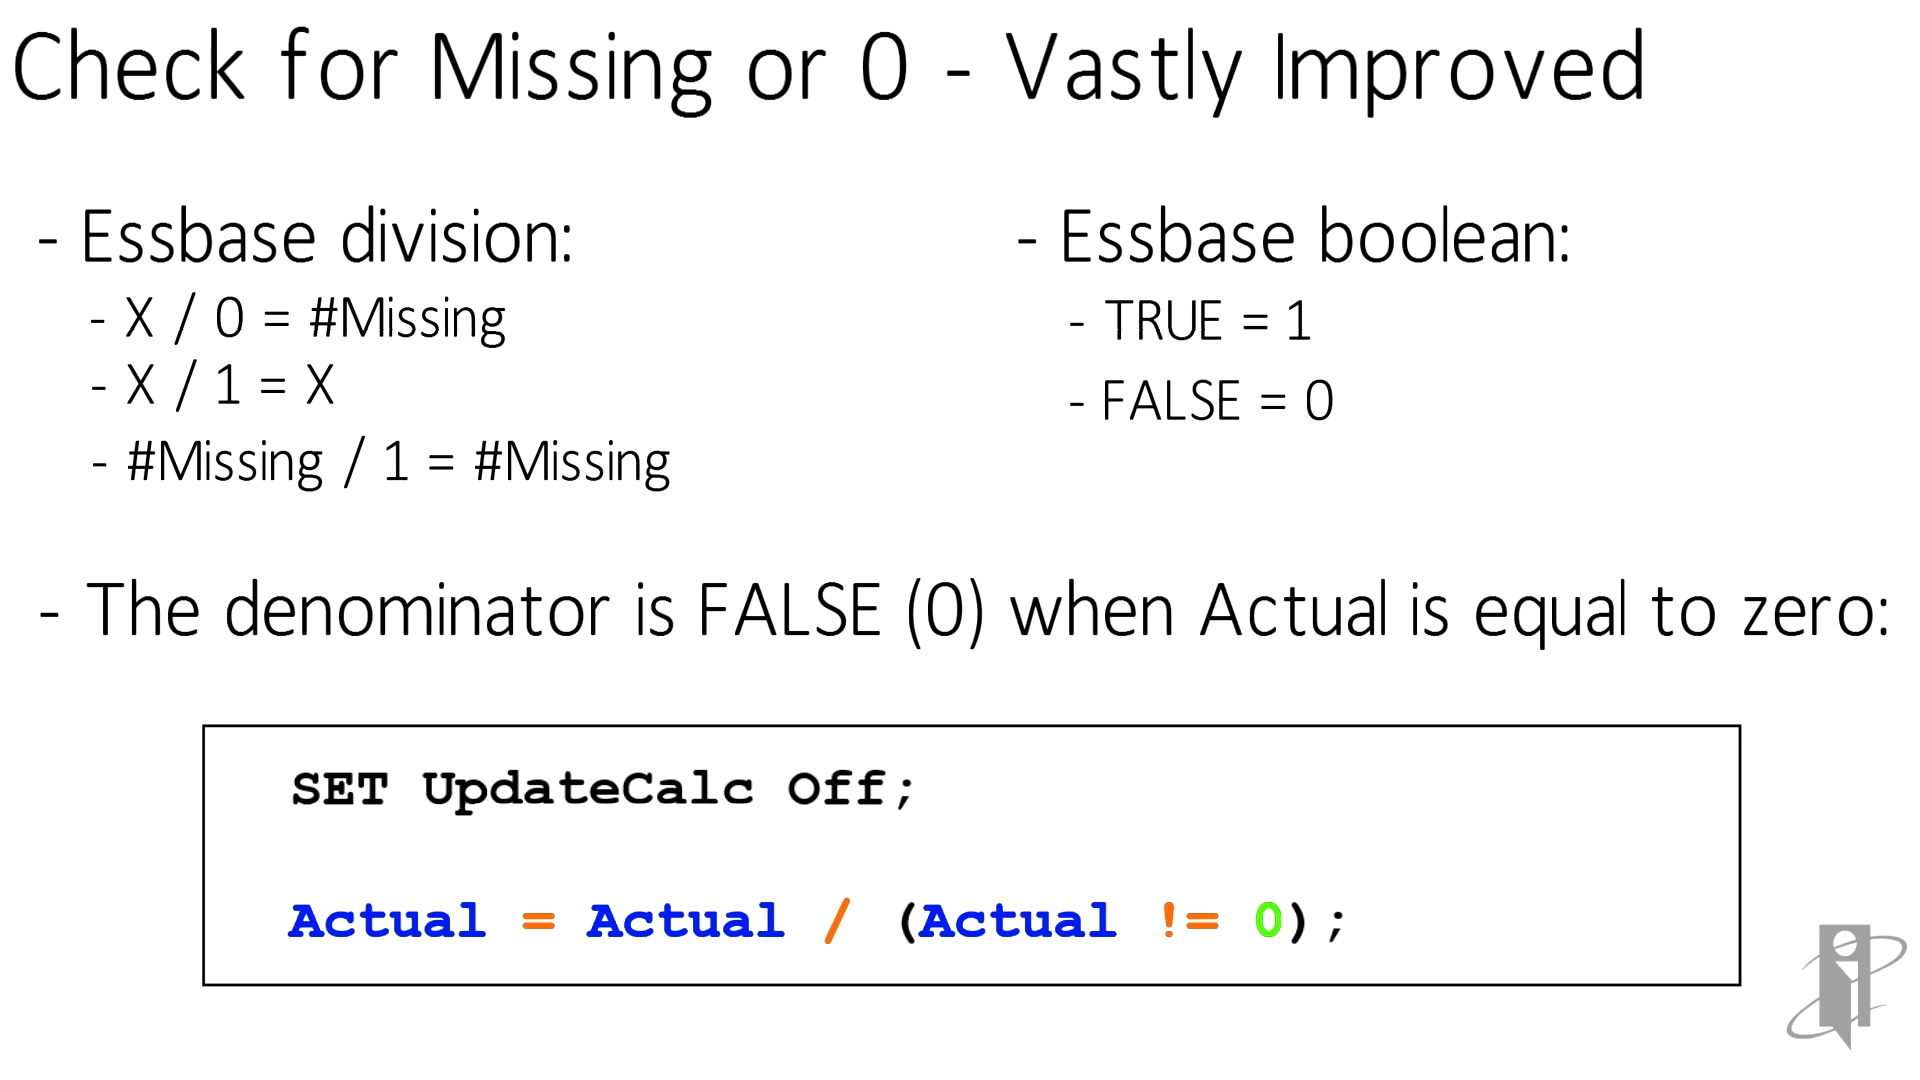 Check for Missing or 0 - Vastly Improved
- Essbase division:
- X / 0 = #Missing
- X / 1 = X
- #Missing / 1 = #Missing
- Essbase boolean:
- TRUE = 1
- FALSE = 0
- The denominator is FALSE (0) when Actual is equal to zero:
SET UpdateCalc Off;
Actual = Actual / (Actual != 0);